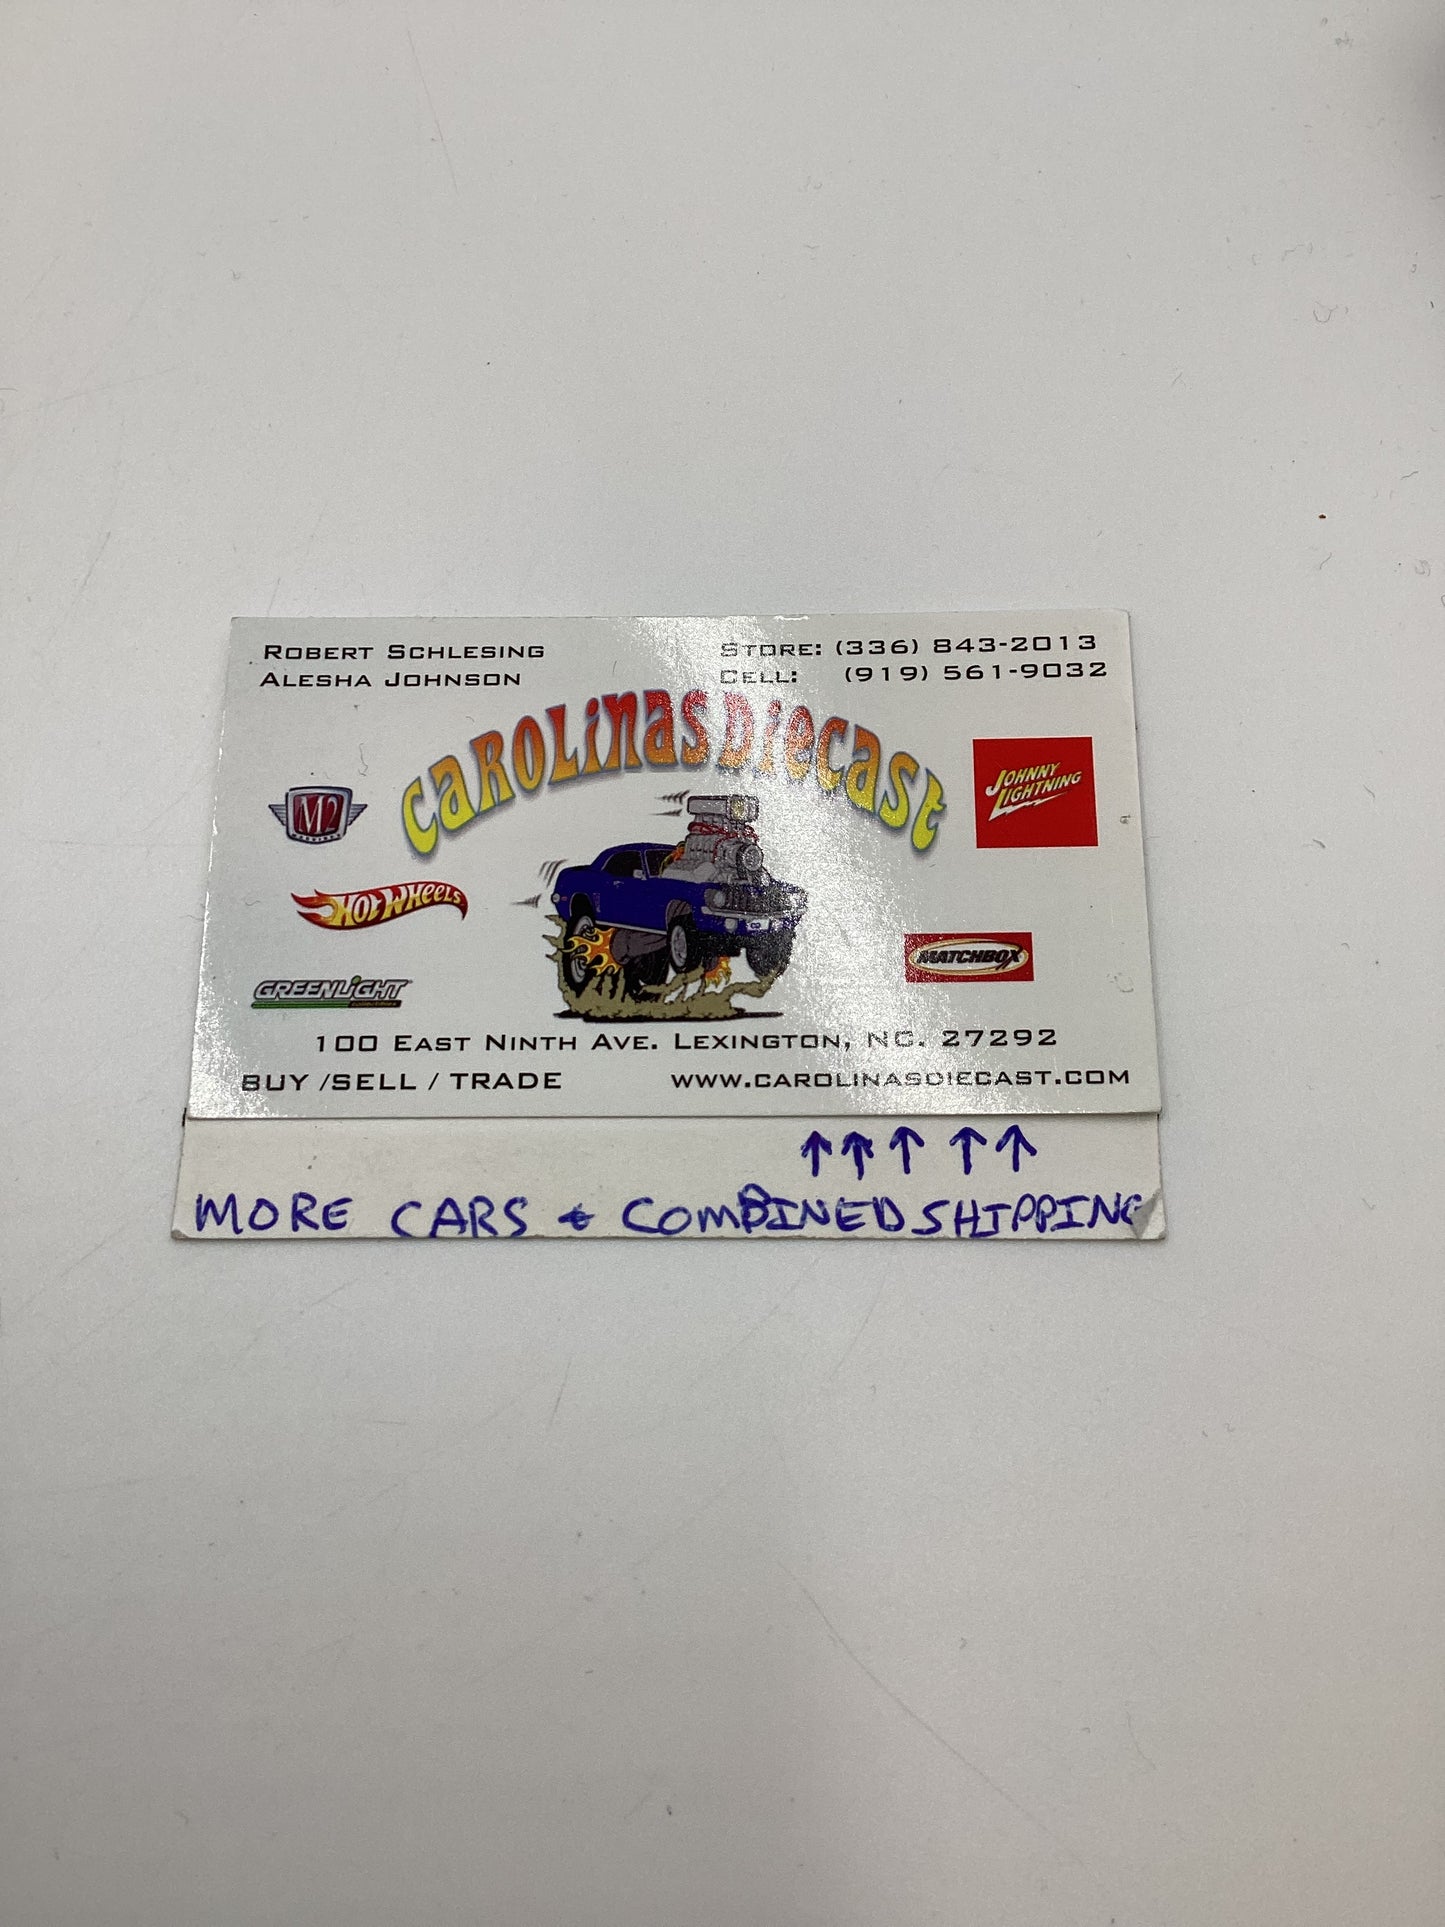 ROBERT SCHLESING
ALESHA JOHNSON
STORE: (336) 843-2013
CELL: (919) 561-9032
CAROLiNAS DiECAST
M2
MACHINES
JOHNNY
LIGHTNING
HOT WHEELS
MATCHBOX
GREENLiGHT
collectibles
100 EAST NINTH AVE. LEXINGTON, NC. 27292
BUY /SELL / TRADE
WWW.CAROLINASDIECAST.COM
↑↑↑ ↑↑
MORE CARS & COMBINED SHIPPING